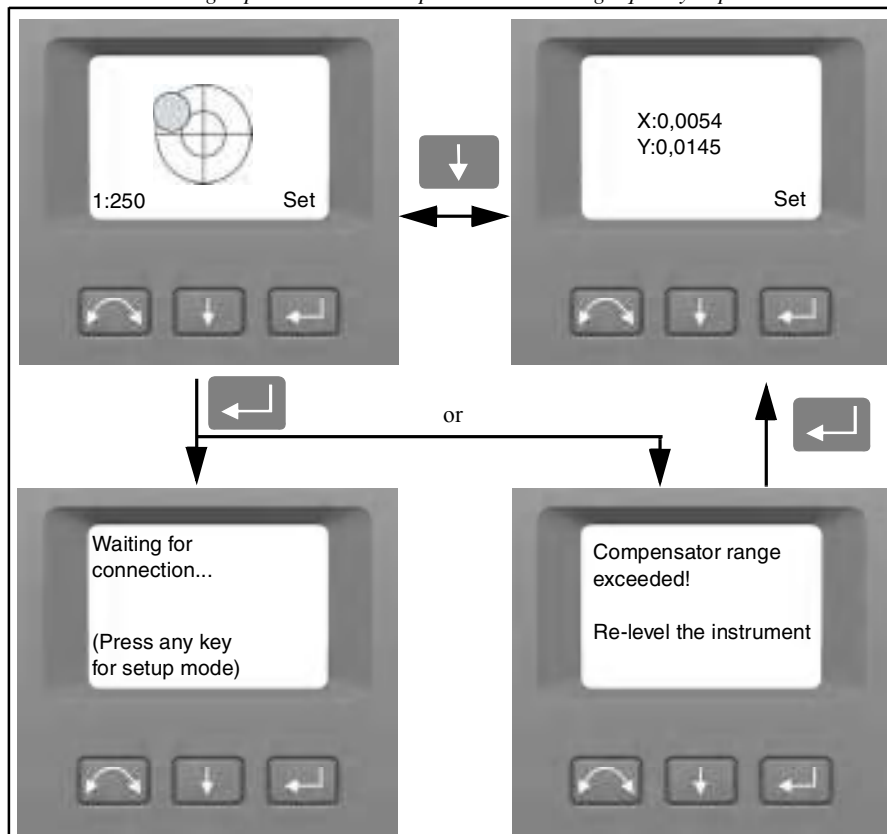 1:250
Set
X:0,0054
Y:0,0145
Set
or
Waiting for
connection...
(Press any key
for setup mode)
Compensator range
exceeded!
Re-level the instrument